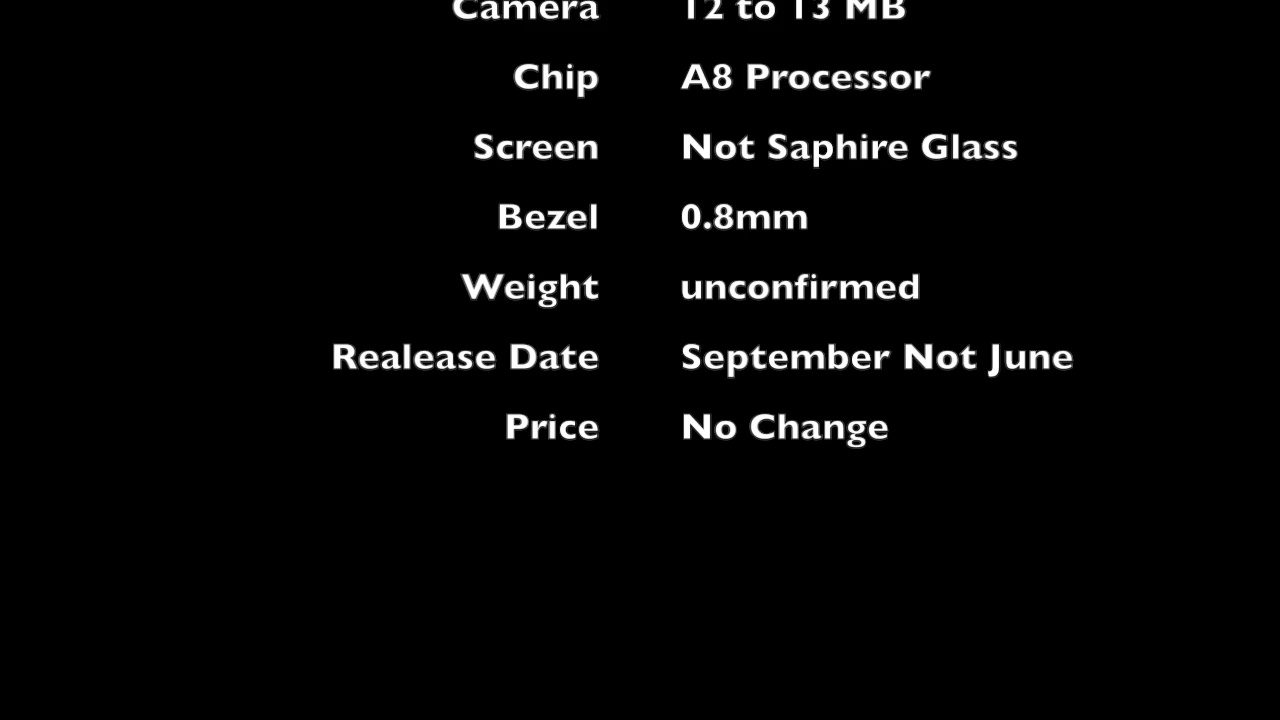 Camera 12 to 13 MB
Chip A8 Processor
Screen Not Saphire Glass
Bezel 0.8mm
Weight unconfirmed
Realease Date September Not June
Price No Change